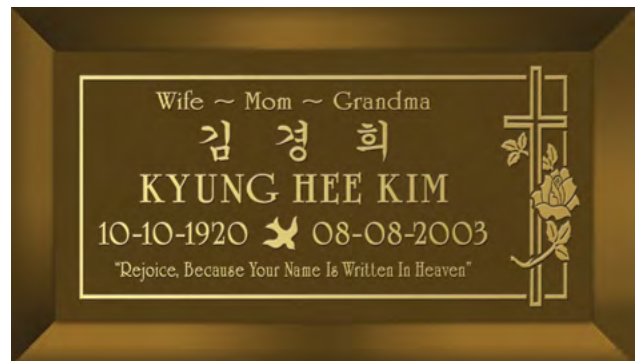 Wife ~ Mom ~ Grandma
김 경 희
KYUNG HEE KIM
10-10-1920 08-08-2003
"Rejoice, Because Your Name Is Written In Heaven"